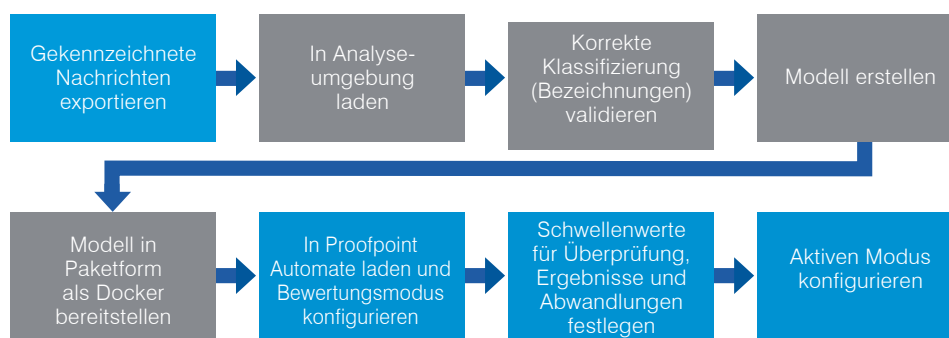 Gekennzeichnete
Nachrichten
exportieren
In Analyse-
umgebung
laden
Korrekte
Klassifizierung
(Bezeichnungen)
validieren
Modell erstellen
Modell in
Paketform
als Docker
bereitstellen
In Proofpoint
Automate laden und
Bewertungsmodus
konfigurieren
Schwellenwerte
für Überprüfung,
Ergebnisse und
Abwandlungen
festlegen
Aktiven Modus
konfigurieren